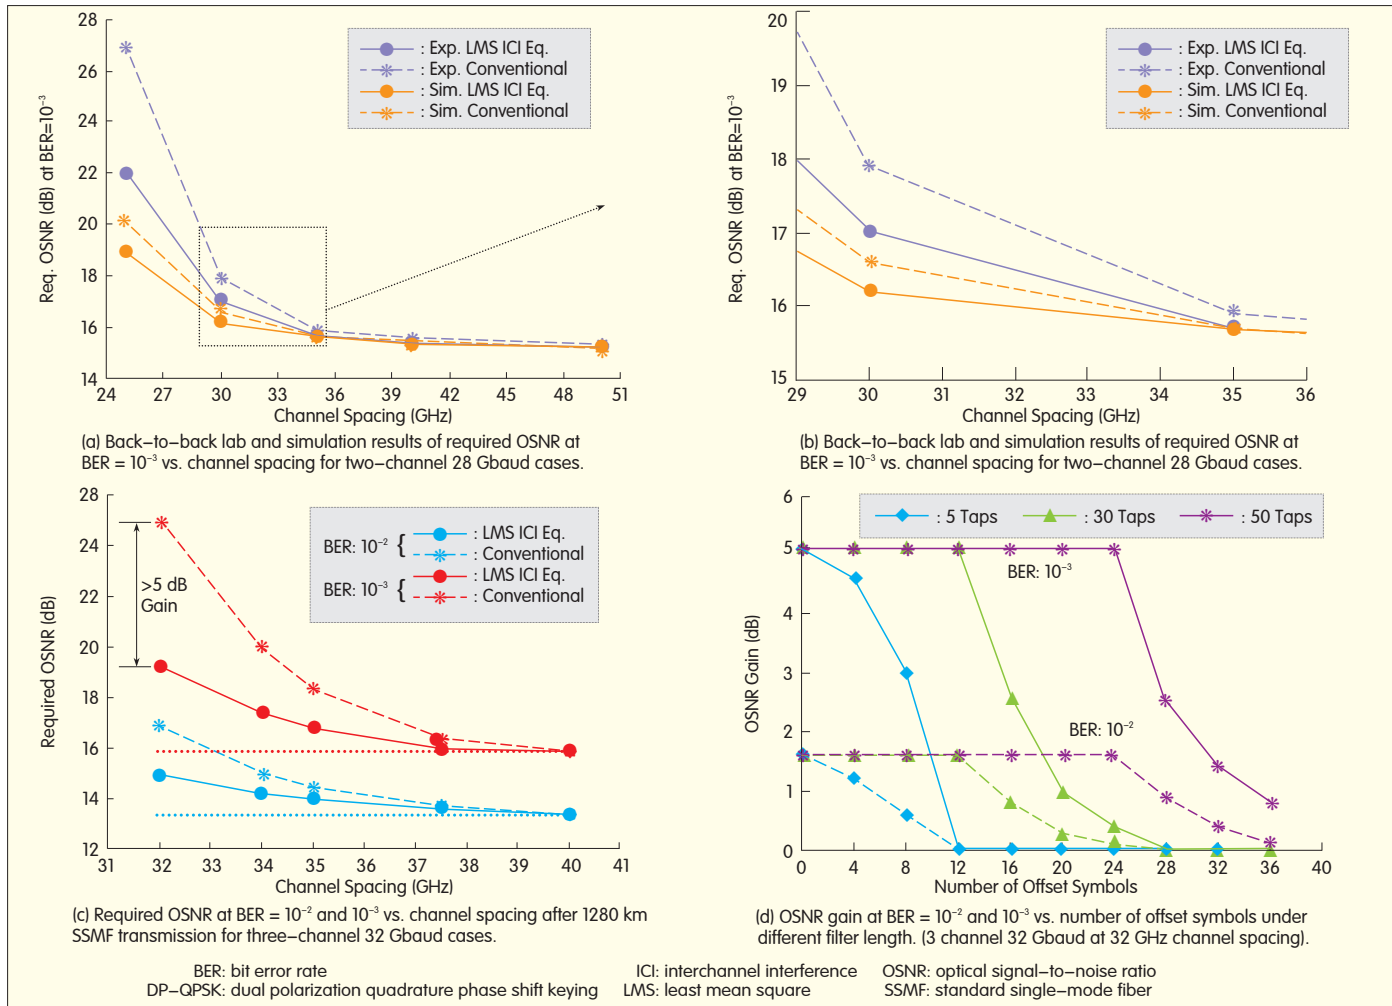 28
26
24
22
20
18
16
14
24 27 30 33 36 39 42 45 48 51
Req. OSNR (dB) at BER=10⁻³
Channel Spacing (GHz)
: Exp. LMS ICI Eq.
: Exp. Conventional
: Sim. LMS ICI Eq.
: Sim. Conventional
(a) Back–to–back lab and simulation results of required OSNR at
BER = 10⁻³ vs. channel spacing for two–channel 28 Gbaud cases.
20
19
18
17
16
15
29 30 31 32 33 34 35 36
Req. OSNR (dB) at BER=10⁻³
Channel Spacing (GHz)
: Exp. LMS ICI Eq.
: Exp. Conventional
: Sim. LMS ICI Eq.
: Sim. Conventional
(b) Back–to–back lab and simulation results of required OSNR at
BER = 10⁻³ vs. channel spacing for two–channel 28 Gbaud cases.
28
26
24
22
20
18
16
14
12
31 32 33 34 35 36 37 38 39 40 41
Required OSNR (dB)
Channel Spacing (GHz)
>5 dB
Gain
BER: 10⁻² {
: LMS ICI Eq.
: Conventional
BER: 10⁻³ {
: LMS ICI Eq.
: Conventional
(c) Required OSNR at BER = 10⁻² and 10⁻³ vs. channel spacing after 1280 km
SSMF transmission for three–channel 32 Gbaud cases.
6
5
5
4
3
2
1
0
0 4 8 12 16 20 24 28 32 36 40
OSNR Gain (dB)
Number of Offset Symbols
: 5 Taps : 30 Taps : 50 Taps
BER: 10⁻³
BER: 10⁻²
(d) OSNR gain at BER = 10⁻² and 10⁻³ vs. number of offset symbols under
different filter length. (3 channel 32 Gbaud at 32 GHz channel spacing).
BER: bit error rate ICI: interchannel interference OSNR: optical signal–to–noise ratio
DP–QPSK: dual polarization quadrature phase shift keying LMS: least mean square SSMF: standard single–mode fiber